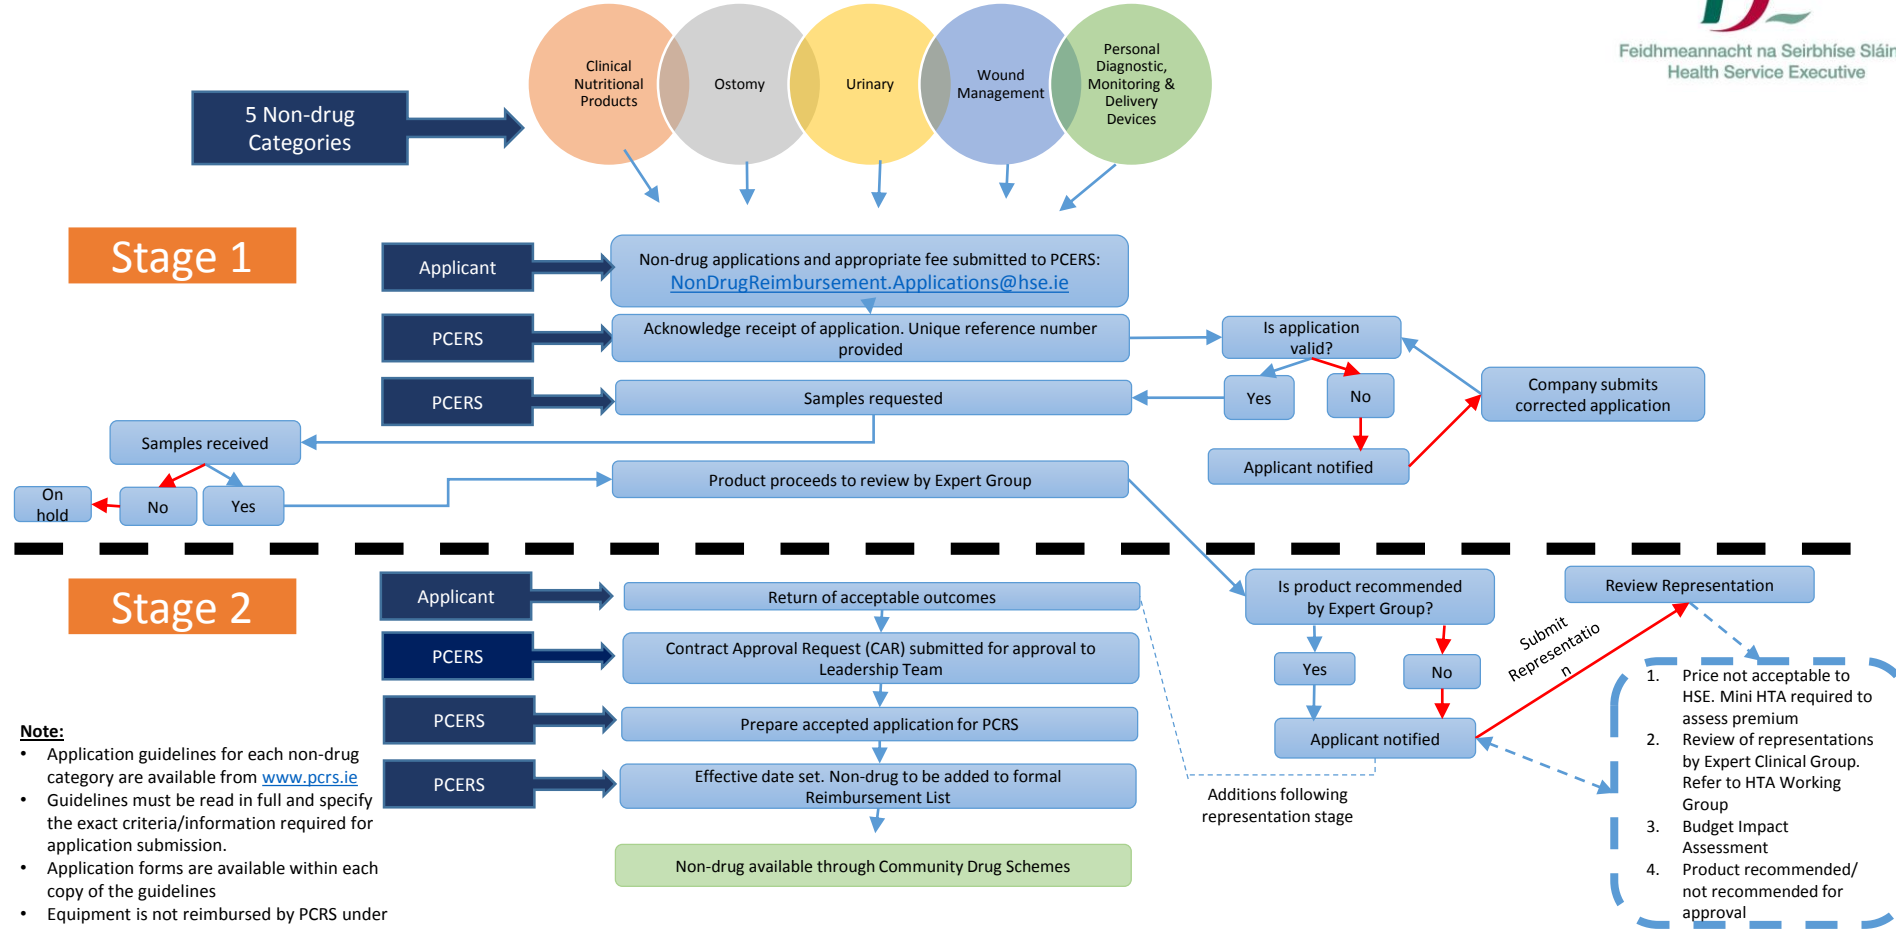 Feidhmeannacht na Seirbhíse Sláin
Health Service Executive
5 Non-drug
Categories
Clinical
Nutritional
Products
Ostomy
Urinary
Wound
Management
Personal
Diagnostic,
Monitoring &
Delivery
Devices
Stage 1
Applicant
Non-drug applications and appropriate fee submitted to PCERS:
NonDrugReimbursement.Applications@hse.ie
PCERS
Acknowledge receipt of application. Unique reference number
provided
Is application
valid?
PCERS
Samples requested
Yes
No
Company submits
corrected application
Applicant notified
Samples received
On
hold
No
Yes
Product proceeds to review by Expert Group
Stage 2
Applicant
Return of acceptable outcomes
PCERS
Contract Approval Request (CAR) submitted for approval to
Leadership Team
PCERS
Prepare accepted application for PCRS
PCERS
Effective date set. Non-drug to be added to formal
Reimbursement List
Non-drug available through Community Drug Schemes
Is product recommended
by Expert Group?
Yes
No
Applicant notified
Additions following
representation stage
Submit
Representatio
n
Review Representation
1. Price not acceptable to
HSE. Mini HTA required to
assess premium
2. Review of representations
by Expert Clinical Group.
Refer to HTA Working
Group
3. Budget Impact
Assessment
4. Product recommended/
not recommended for
approval
Note:
• Application guidelines for each non-drug
category are available from www.pcrs.ie
• Guidelines must be read in full and specify
the exact criteria/information required for
application submission.
• Application forms are available within each
copy of the guidelines
• Equipment is not reimbursed by PCRS under